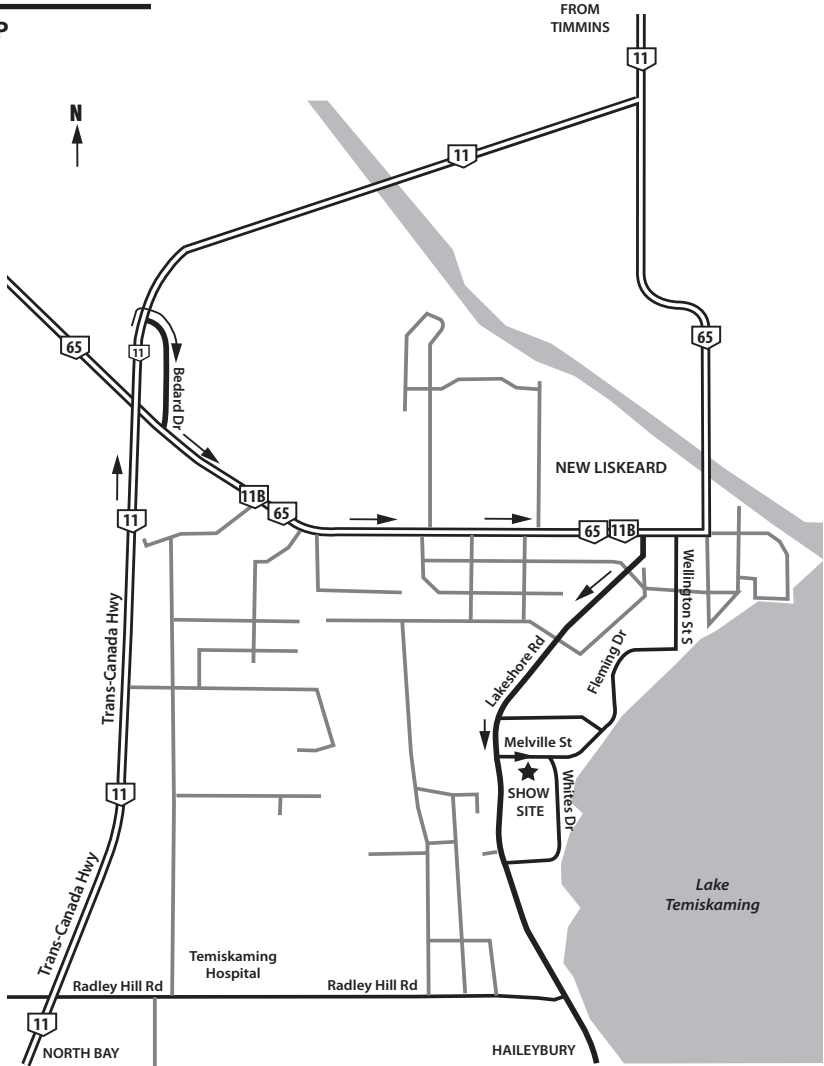 FROM
TIMMINS
P
11
N
11
65
11
65
Bedard Dr
NEW LISKEARD
11B
65
11
65
11B
Wellington St S
Trans-Canada Hwy
Fleming Dr
Lakeshore Rd
Melville St
SHOW
SITE
Whites Dr
11
Lake
Temiskaming
Trans-Canada Hwy
Temiskaming
Hospital
Radley Hill Rd
Radley Hill Rd
11
NORTH BAY
HAILEYBURY